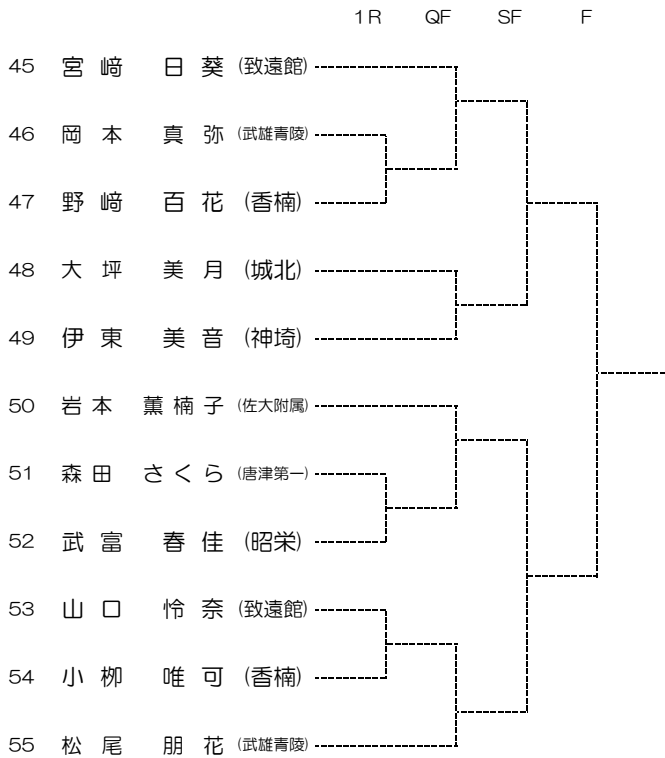 1R QF SF F
45 宮﨑 日葵 (致遠館)
46 岡本 真弥 (武雄青陵)
47 野﨑 百花 (香楠)
48 大坪 美月 (城北)
49 伊東 美音 (神埼)
50 岩本 薫楠子 (佐大附属)
51 森田 さくら (唐津第一)
52 武富 春佳 (昭栄)
53 山口 怜奈 (致遠館)
54 小栁 唯可 (香楠)
55 松尾 朋花 (武雄青陵)